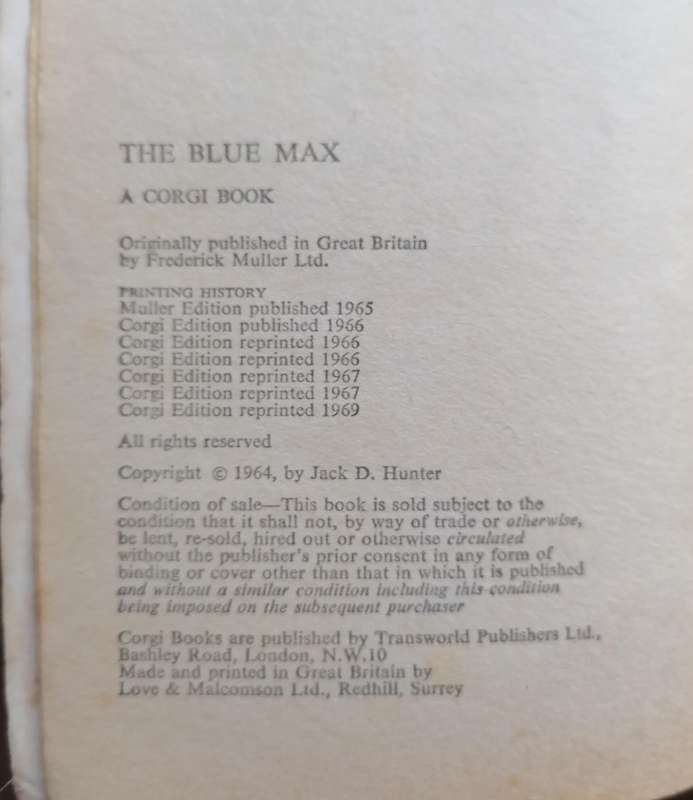 THE BLUE MAX
A CORGI BOOK
Originally published in Great Britain
by Frederick Muller Ltd.
PRINTING HISTORY
Muller Edition published 1965
Corgi Edition published 1966
Corgi Edition reprinted 1966
Corgi Edition reprinted 1966
Corgi Edition reprinted 1967
Corgi Edition reprinted 1967
Corgi Edition reprinted 1969
All rights reserved
Copyright © 1964, by Jack D. Hunter
Condition of sale—This book is sold subject to the
condition that it shall not, by way of trade or otherwise,
be lent, re-sold, hired out or otherwise circulated
without the publisher's prior consent in any form of
binding or cover other than that in which it is published
and without a similar condition including this condition
being imposed on the subsequent purchaser
Corgi Books are published by Transworld Publishers Ltd.,
Bashley Road, London, N.W.10
Made and printed in Great Britain by
Love & Malcomson Ltd., Redhill, Surrey